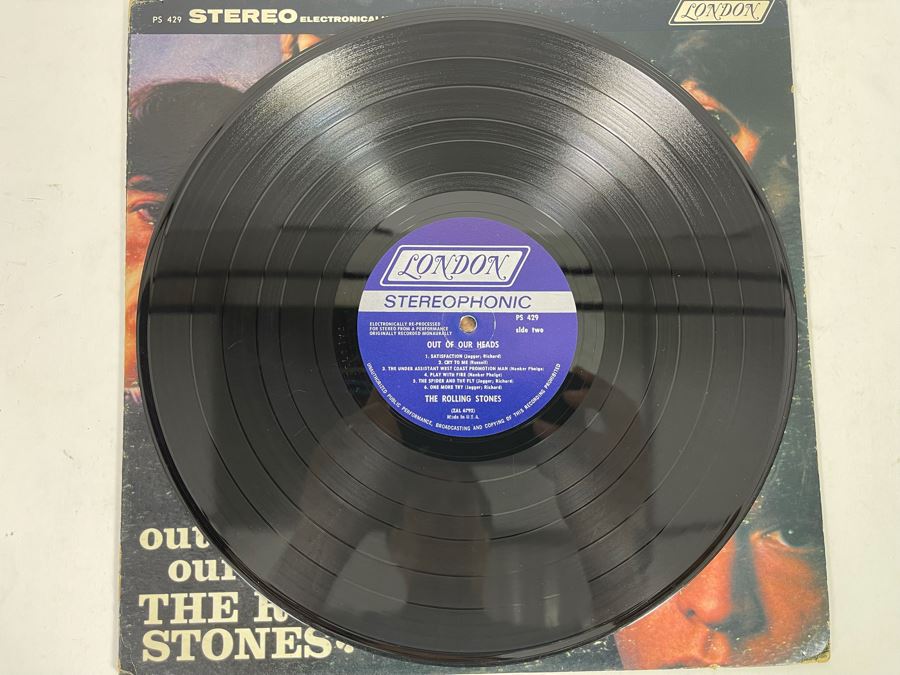 PS 429 STEREO ELECTRONICALLY
LONDON
LONDON
STEREOPHONIC
ELECTRONICALLY RE-PROCESSED
FOR STEREO FROM A PERFORMANCE
ORIGINALLY RECORDED MONAURALLY
PS 429
side two
OUT OF OUR HEADS
1. SATISFACTION (Jagger; Richard)
2. CRY TO ME (Russell)
3. THE UNDER ASSISTANT WEST COAST PROMOTION MAN (Nanker Phelge)
4. PLAY WITH FIRE (Nanker Phelge)
5. THE SPIDER AND THE FLY (Jagger; Richard)
6. ONE MORE TRY (Jagger; Richard)
THE ROLLING STONES
(ZAL 6792)
Made in U.S.A.
UNAUTHORIZED PUBLIC PERFORMANCE, BROADCASTING AND COPYING OF THIS RECORDING PROHIBITED
out
our
THE R
STONES